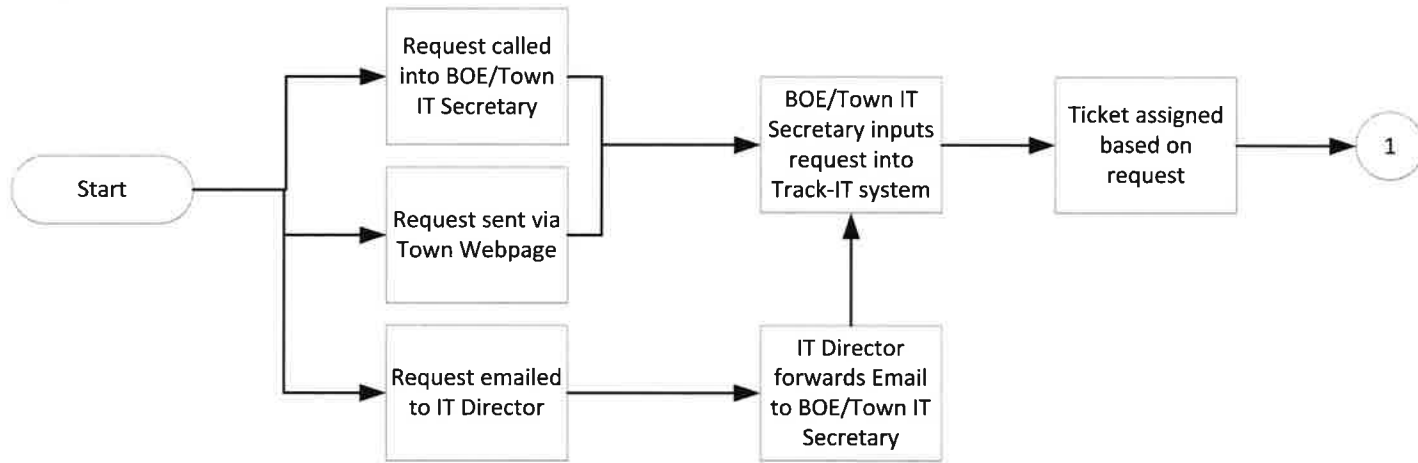 Start
Request called
into BOE/Town
IT Secretary
Request sent via
Town Webpage
Request emailed
to IT Director
BOE/Town IT
Secretary inputs
request into
Track-IT system
IT Director
forwards Email
to BOE/Town IT
Secretary
Ticket assigned
based on
request
1